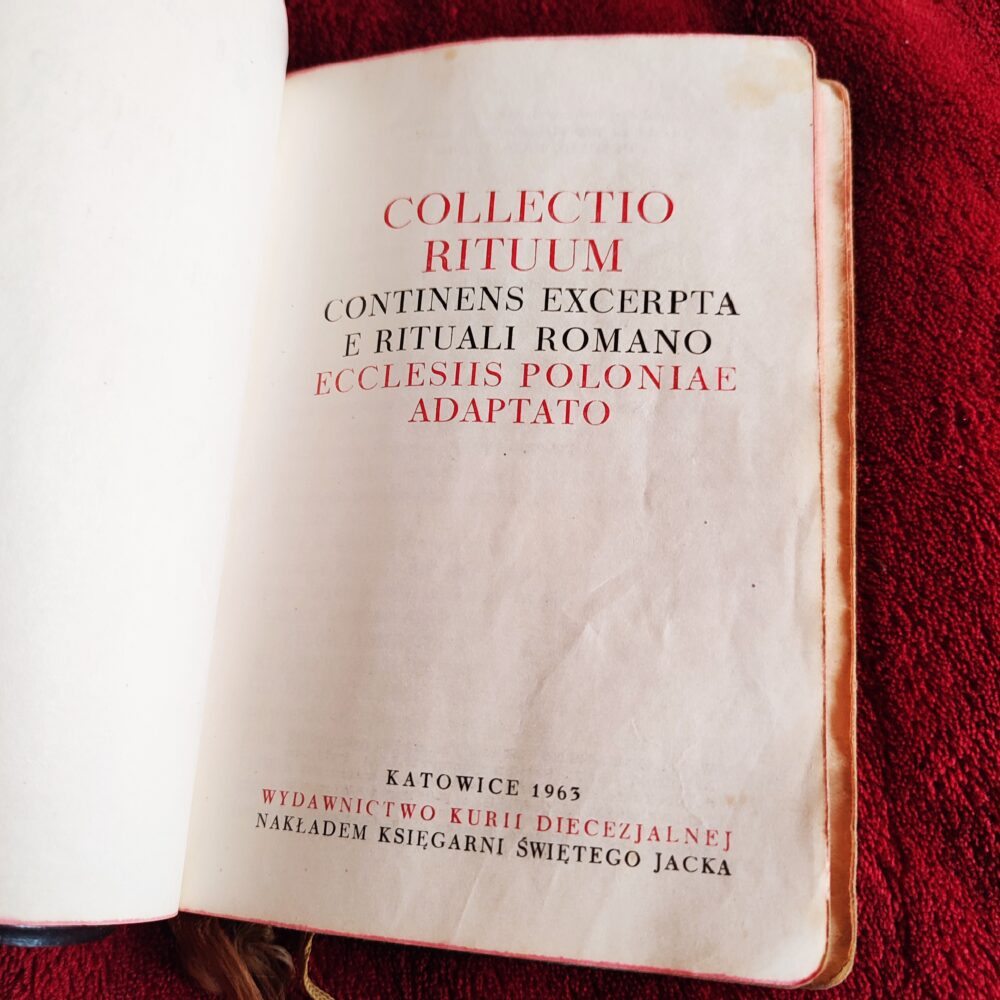 COLLECTIO
RITUUM
CONTINENS EXCERPTA
E RITUALI ROMANO
ECCLESIIS POLONIAE
ADAPTATO
KATOWICE 1963
WYDAWNICTWO KURII DIECEZJALNEJ
NAKŁADEM KSIĘGARNI ŚWIĘTEGO JACKA